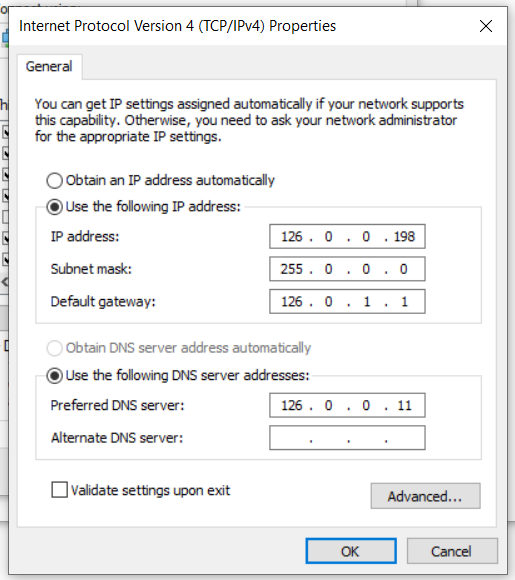 Internet Protocol Version 4 (TCP/IPv4) Properties
General
You can get IP settings assigned automatically if your network supports
this capability. Otherwise, you need to ask your network administrator
for the appropriate IP settings.
Obtain an IP address automatically
Use the following IP address:
IP address: 126 . 0 . 0 . 198
Subnet mask: 255 . 0 . 0 . 0
Default gateway: 126 . 0 . 1 . 1
Obtain DNS server address automatically
Use the following DNS server addresses:
Preferred DNS server: 126 . 0 . 0 . 11
Alternate DNS server: . . .
Validate settings upon exit
Advanced...
OK Cancel